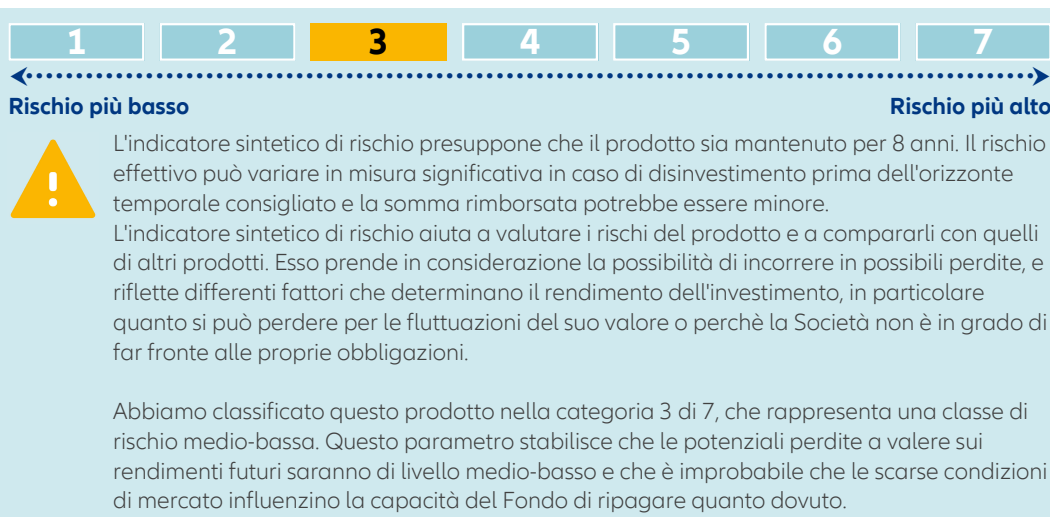 1 2 3 4 5 6 7
Rischio più basso Rischio più alto
L'indicatore sintetico di rischio presuppone che il prodotto sia mantenuto per 8 anni. Il rischio
effettivo può variare in misura significativa in caso di disinvestimento prima dell'orizzonte
temporale consigliato e la somma rimborsata potrebbe essere minore.
L'indicatore sintetico di rischio aiuta a valutare i rischi del prodotto e a compararli con quelli
di altri prodotti. Esso prende in considerazione la possibilità di incorrere in possibili perdite, e
riflette differenti fattori che determinano il rendimento dell'investimento, in particolare
quanto si può perdere per le fluttuazioni del suo valore o perchè la Società non è in grado di
far fronte alle proprie obbligazioni.
Abbiamo classificato questo prodotto nella categoria 3 di 7, che rappresenta una classe di
rischio medio-bassa. Questo parametro stabilisce che le potenziali perdite a valere sui
rendimenti futuri saranno di livello medio-basso e che è improbabile che le scarse condizioni
di mercato influenzino la capacità del Fondo di ripagare quanto dovuto.